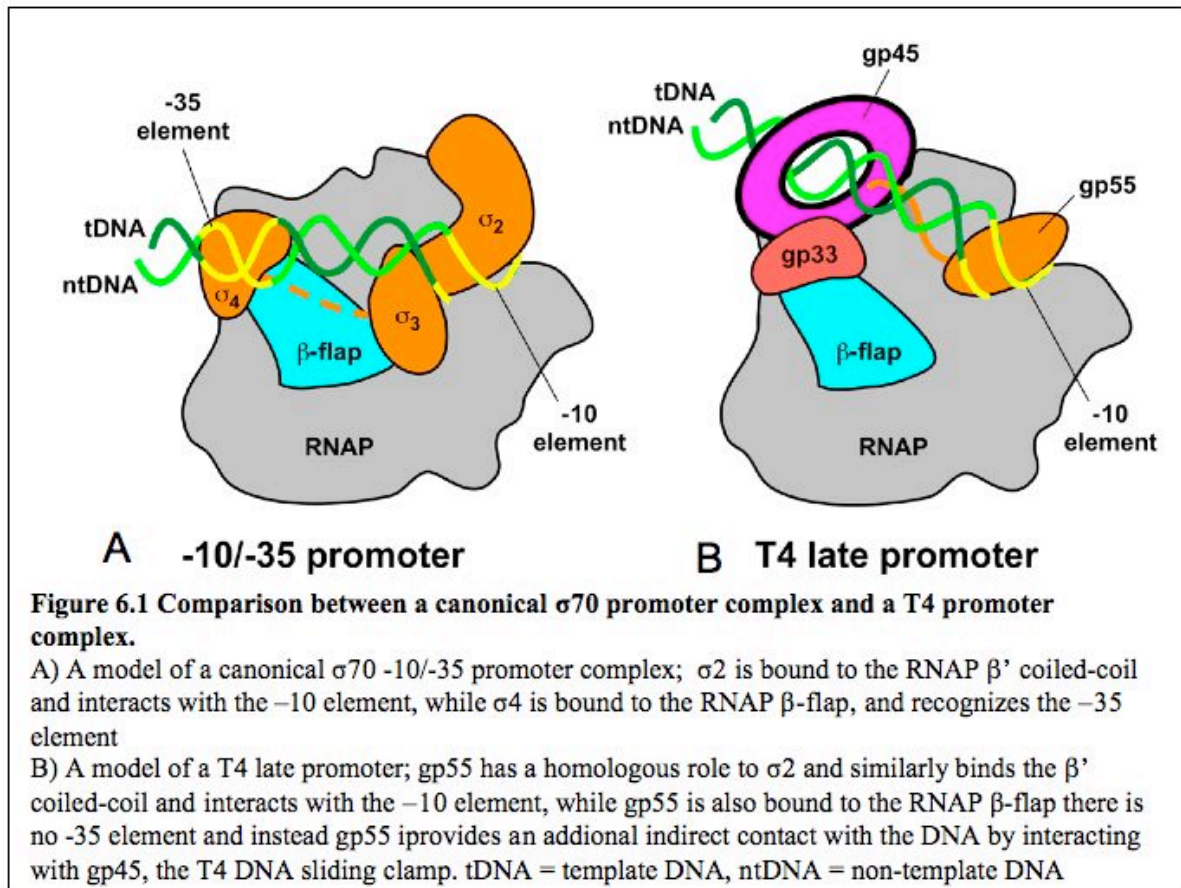 gp45
tDNA
ntDNA
-35
element
gp55
σ2
tDNA
ntDNA
gp33
σ4
σ3
β-flap
β-flap
-10
element
-10
element
RNAP
RNAP
A -10/-35 promoter
B T4 late promoter
Figure 6.1 Comparison between a canonical σ70 promoter complex and a T4 promoter
complex.
A) A model of a canonical σ70 -10/-35 promoter complex; σ2 is bound to the RNAP β’ coiled-coil
and interacts with the –10 element, while σ4 is bound to the RNAP β-flap, and recognizes the –35
element
B) A model of a T4 late promoter; gp55 has a homologous role to σ2 and similarly binds the β’
coiled-coil and interacts with the –10 element, while gp55 is also bound to the RNAP β-flap there is
no -35 element and instead gp55 iprovides an addional indirect contact with the DNA by interacting
with gp45, the T4 DNA sliding clamp. tDNA = template DNA, ntDNA = non-template DNA